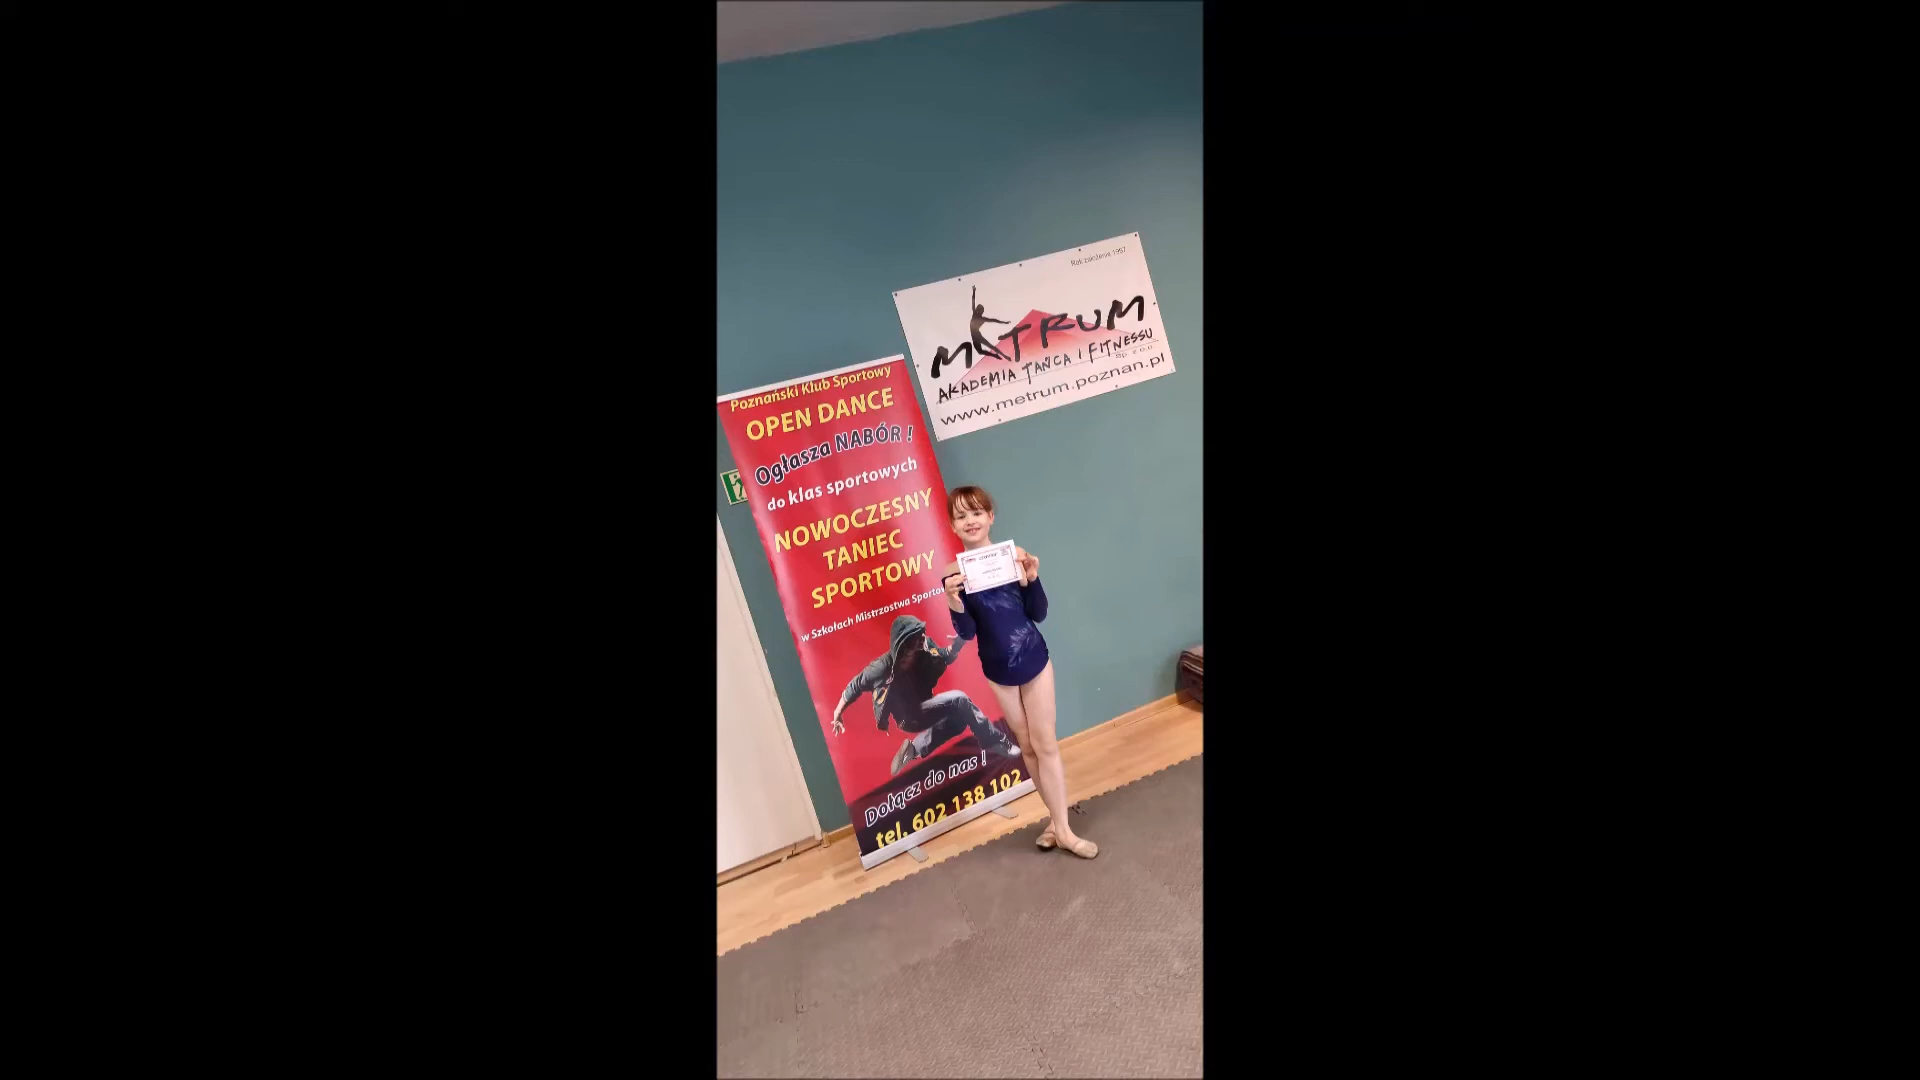 Rok założenia 1997
METRUM
AKADEMIA TAŃCA I FITNESSU
Sp. z o.o.
www.metrum.poznan.pl
Poznański Klub Sportowy
OPEN DANCE
Ogłasza NABÓR !
do klas sportowych
NOWOCZESNY
TANIEC
SPORTOWY
w Szkołach Mistrzostwa
Dołącz do nas !
tel. 602 138 102